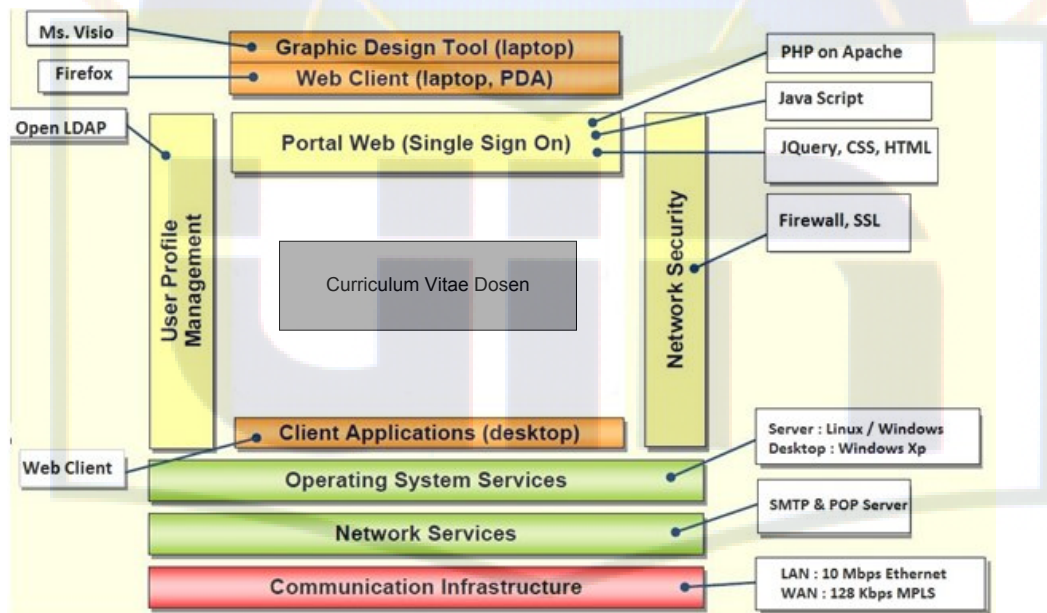 Ms. Visio
Graphic Design Tool (laptop)
PHP on Apache
Firefox
Web Client (laptop, PDA)
Java Script
Open LDAP
Portal Web (Single Sign On)
JQuery, CSS, HTML
Firewall, SSL
User Profile
Management
Curriculum Vitae Dosen
Network Security
Client Applications (desktop)
Server : Linux / Windows
Desktop : Windows Xp
Web Client
Operating System Services
SMTP & POP Server
Network Services
Communication Infrastructure
LAN : 10 Mbps Ethernet
WAN : 128 Kbps MPLS